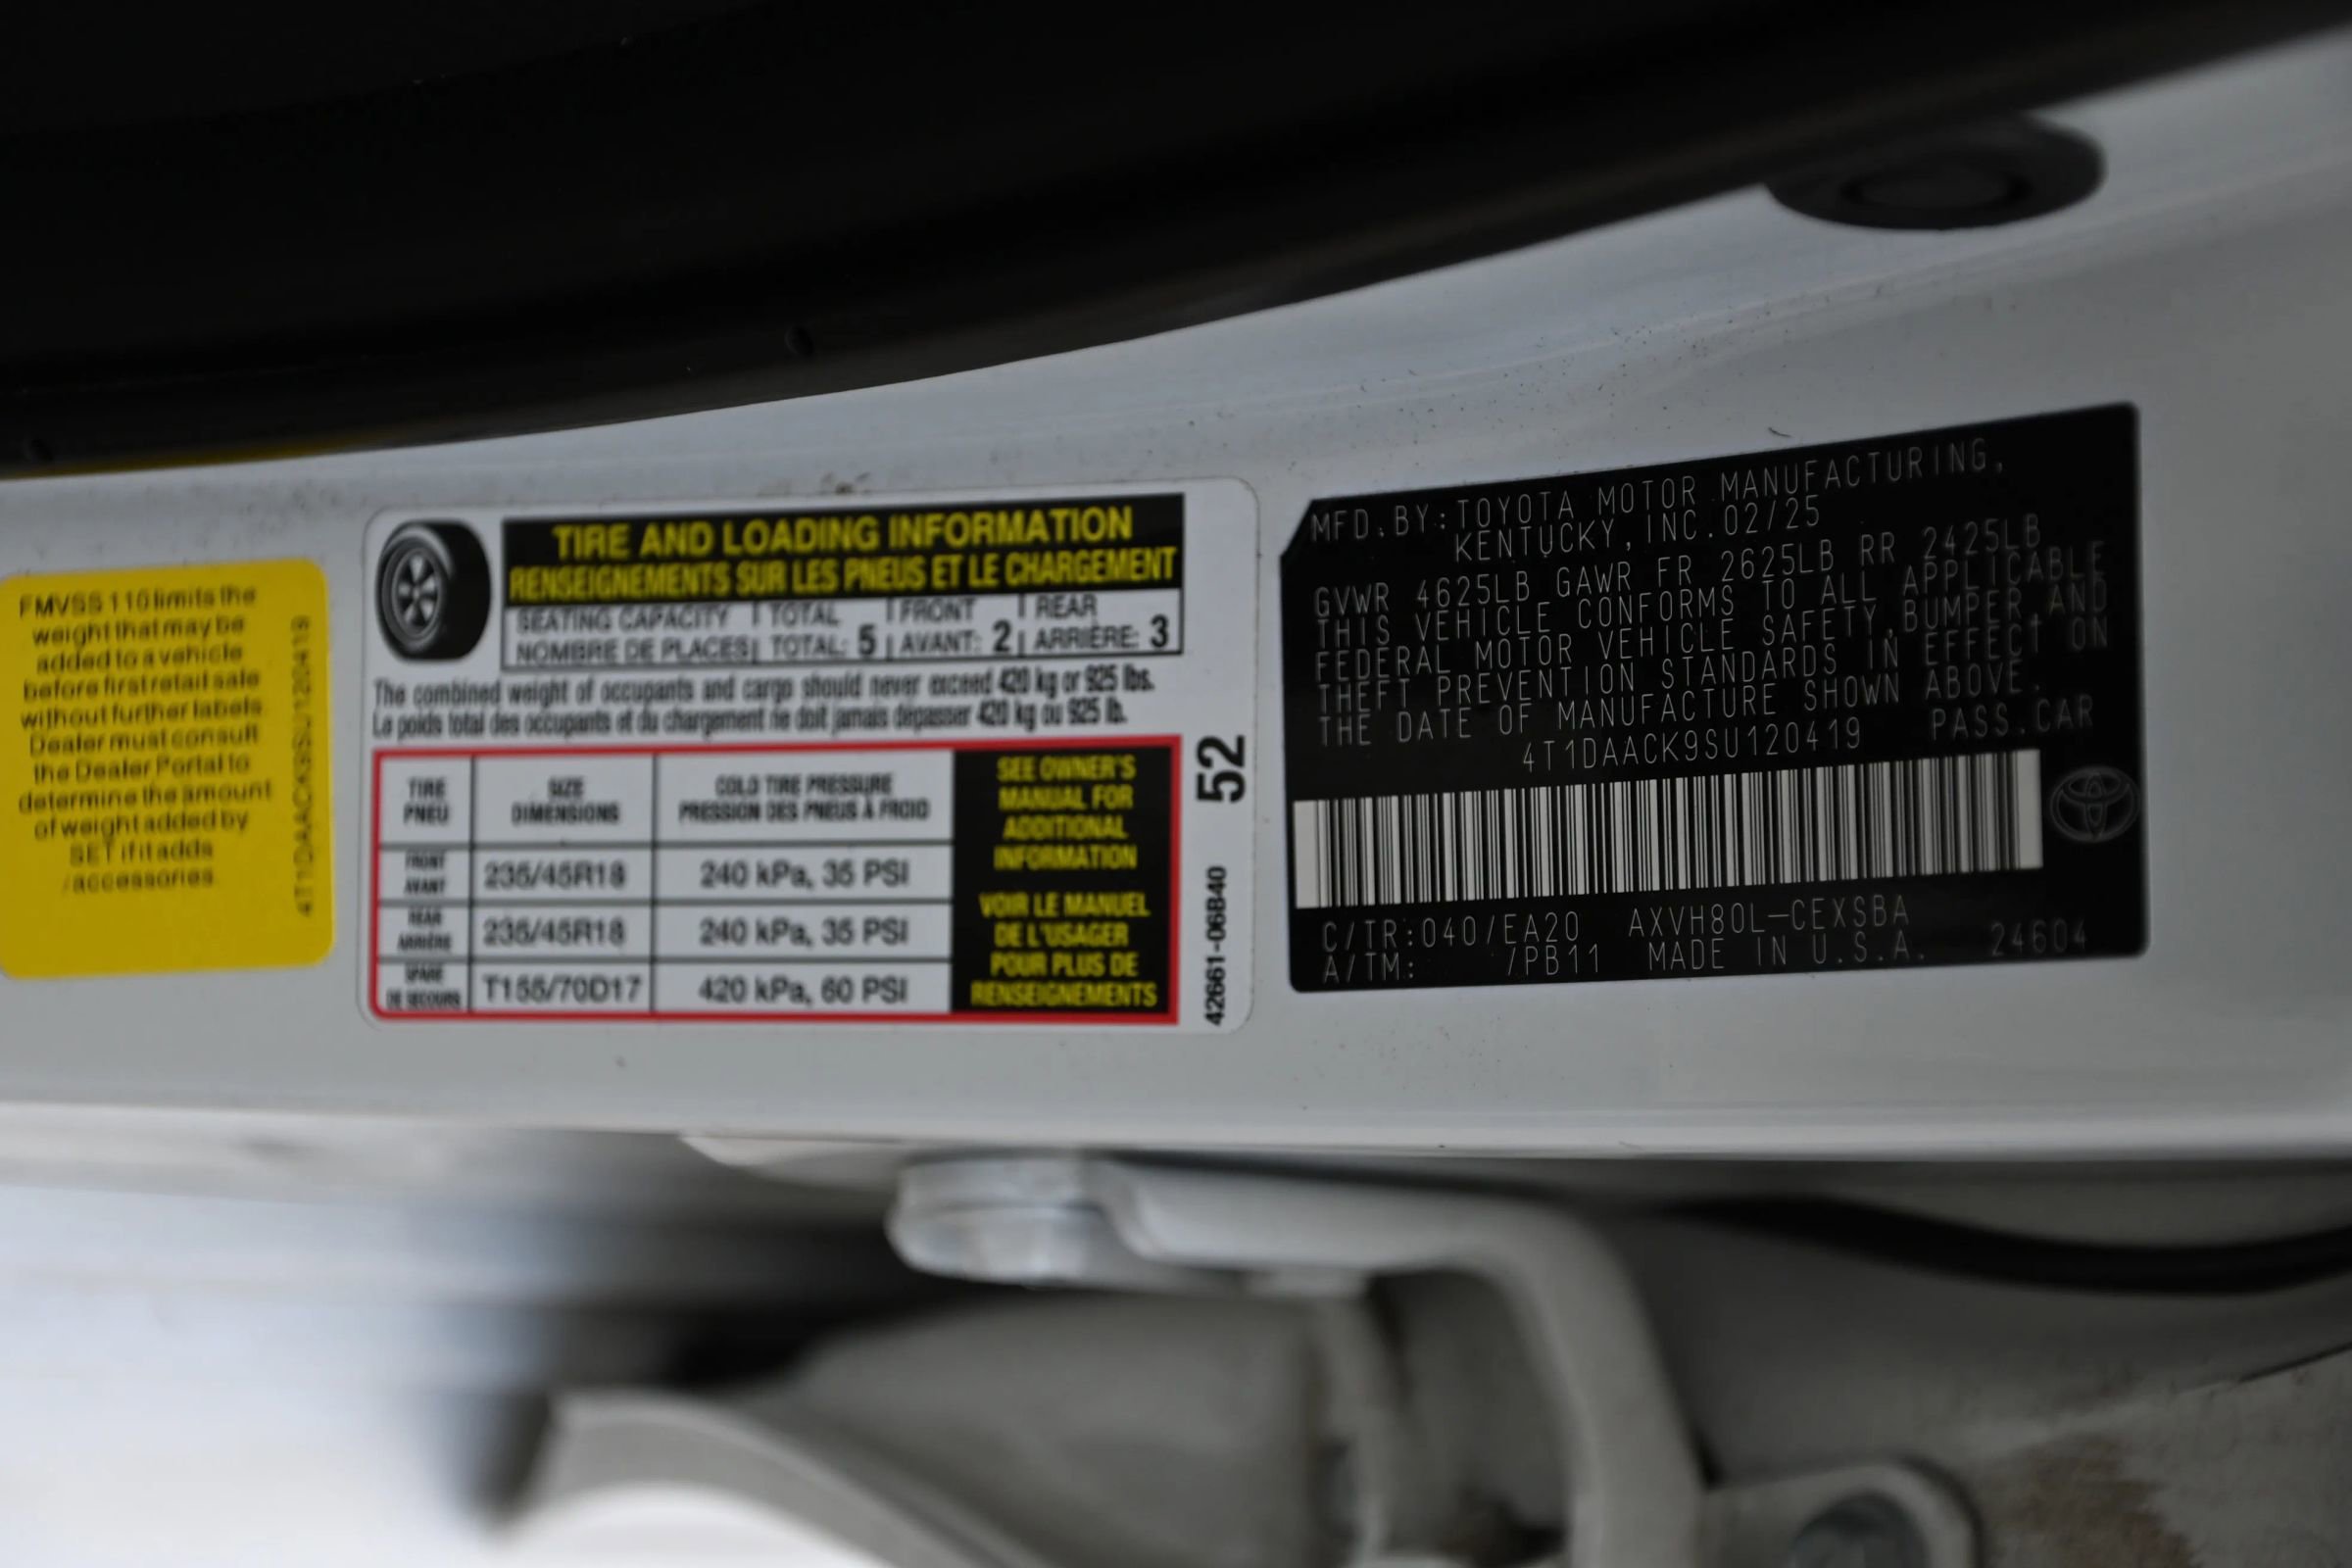 FMVSS 110 limits the
weight that may be
added to a vehicle
before first retail sale
without further labels.
Dealer must consult
the Dealer Portal to
determine the amount
of weight added by
SET if it adds
/accessories
4T1DAACK9SU120419
TIRE AND LOADING INFORMATION
RENSEIGNEMENTS SUR LES PNEUS ET LE CHARGEMENT
SEATING CAPACITY | TOTAL | FRONT | REAR
NOMBRE DE PLACES | TOTAL: 5 | AVANT: 2 | ARRIÈRE: 3
The combined weight of occupants and cargo should never exceed 420 kg or 925 lbs.
Le poids total des occupants et du chargement ne doit jamais dépasser 420 kg ou 925 lb.
TIRE SIZE COLD TIRE PRESSURE
PNEU DIMENSIONS PRESSION DES PNEUS À FROID
FRONT
AVANT 235/45R18 240 kPa, 35 PSI
REAR
ARRIÈRE 235/45R18 240 kPa, 35 PSI
SPARE
DE SECOURS T155/70D17 420 kPa, 60 PSI
SEE OWNER'S
MANUAL FOR
ADDITIONAL
INFORMATION
VOIR LE MANUEL
DE L'USAGER
POUR PLUS DE
RENSEIGNEMENTS
42661-06B40 52
MFD.BY:TOYOTA MOTOR MANUFACTURING,
KENTUCKY,INC.02/25
GVWR 4625LB GAWR FR 2625LB RR 2425LB
THIS VEHICLE CONFORMS TO ALL APPLICABLE
FEDERAL MOTOR VEHICLE SAFETY,BUMPER,AND
THEFT PREVENTION STANDARDS IN EFFECT ON
THE DATE OF MANUFACTURE SHOWN ABOVE.
4T1DAACK9SU120419 PASS.CAR
C/TR:040/EA20 AXVH80L-CEXSBA
A/TM: /PB11 MADE IN U.S.A. 24604